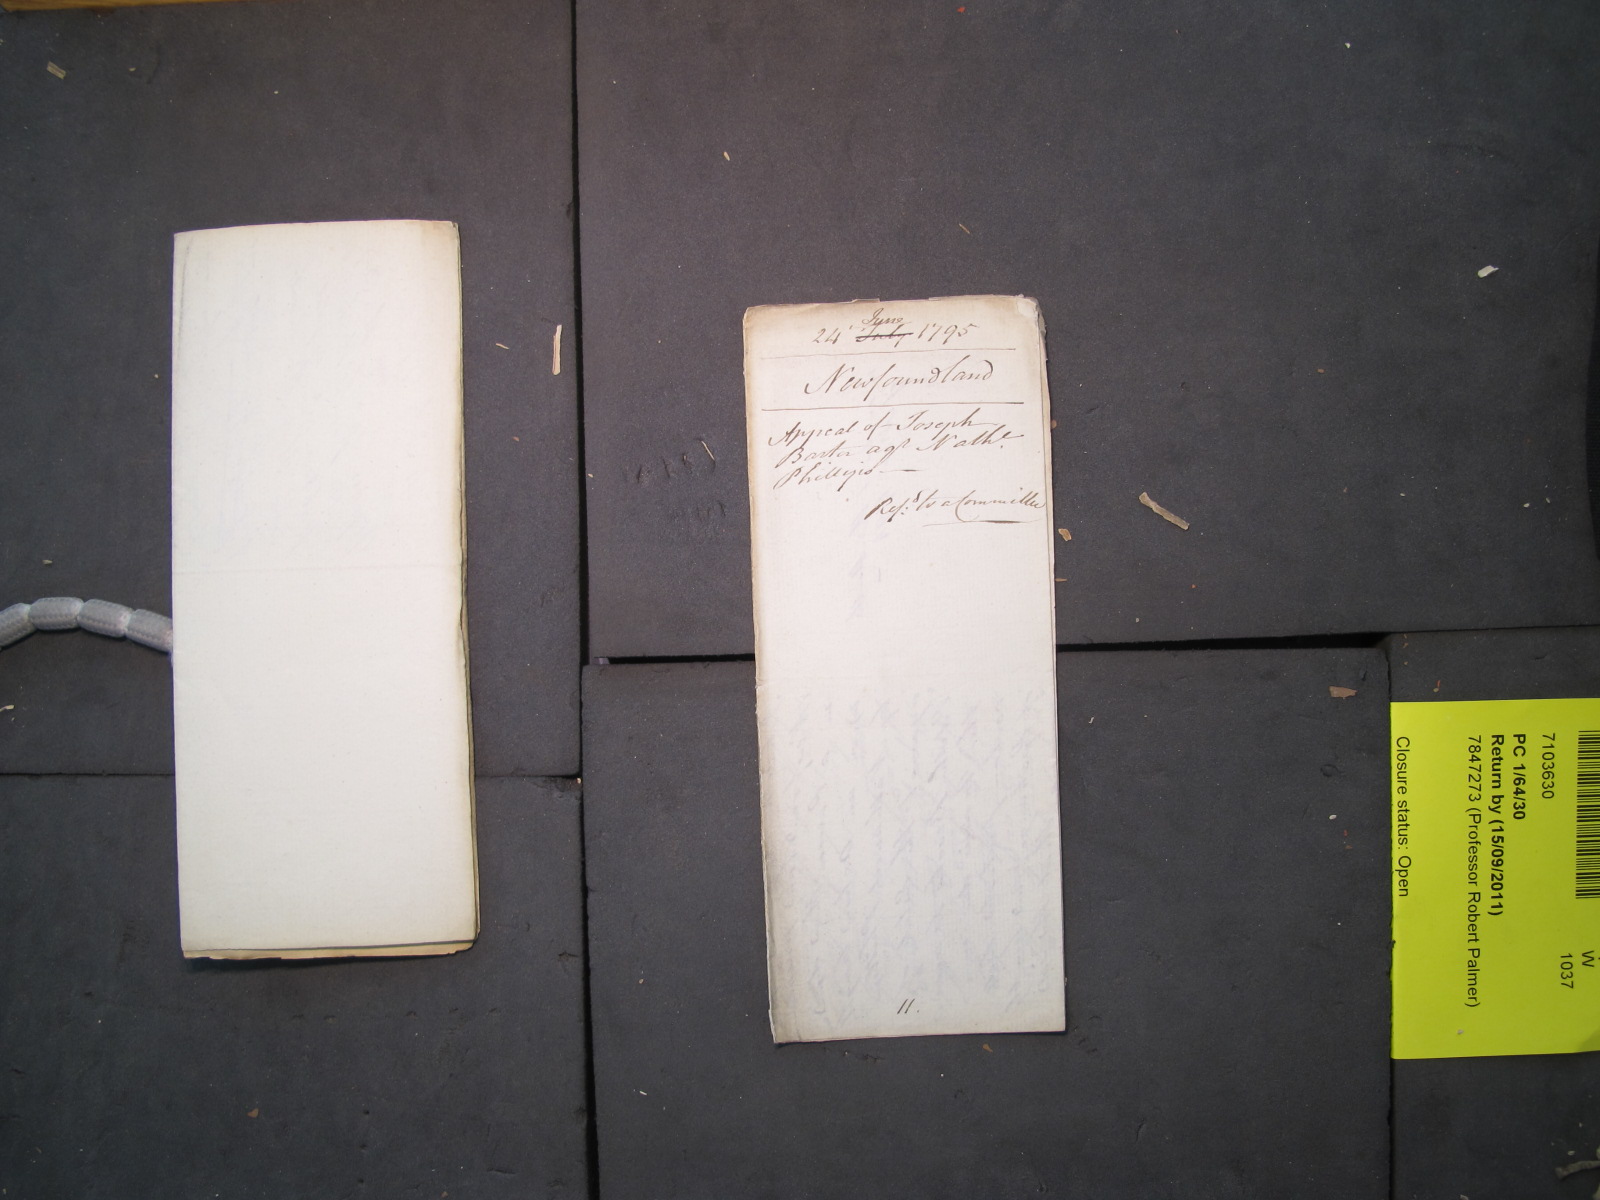 June
24 July 1795
Newfoundland
Appeal of Joseph
Baster agt Nathl.
Phillips
Refd. to a Committee
11.
W
1037
7103630
PC 1/64/30
Return by (15/09/2011)
7847273 (Professor Robert Palmer)
Closure status: Open